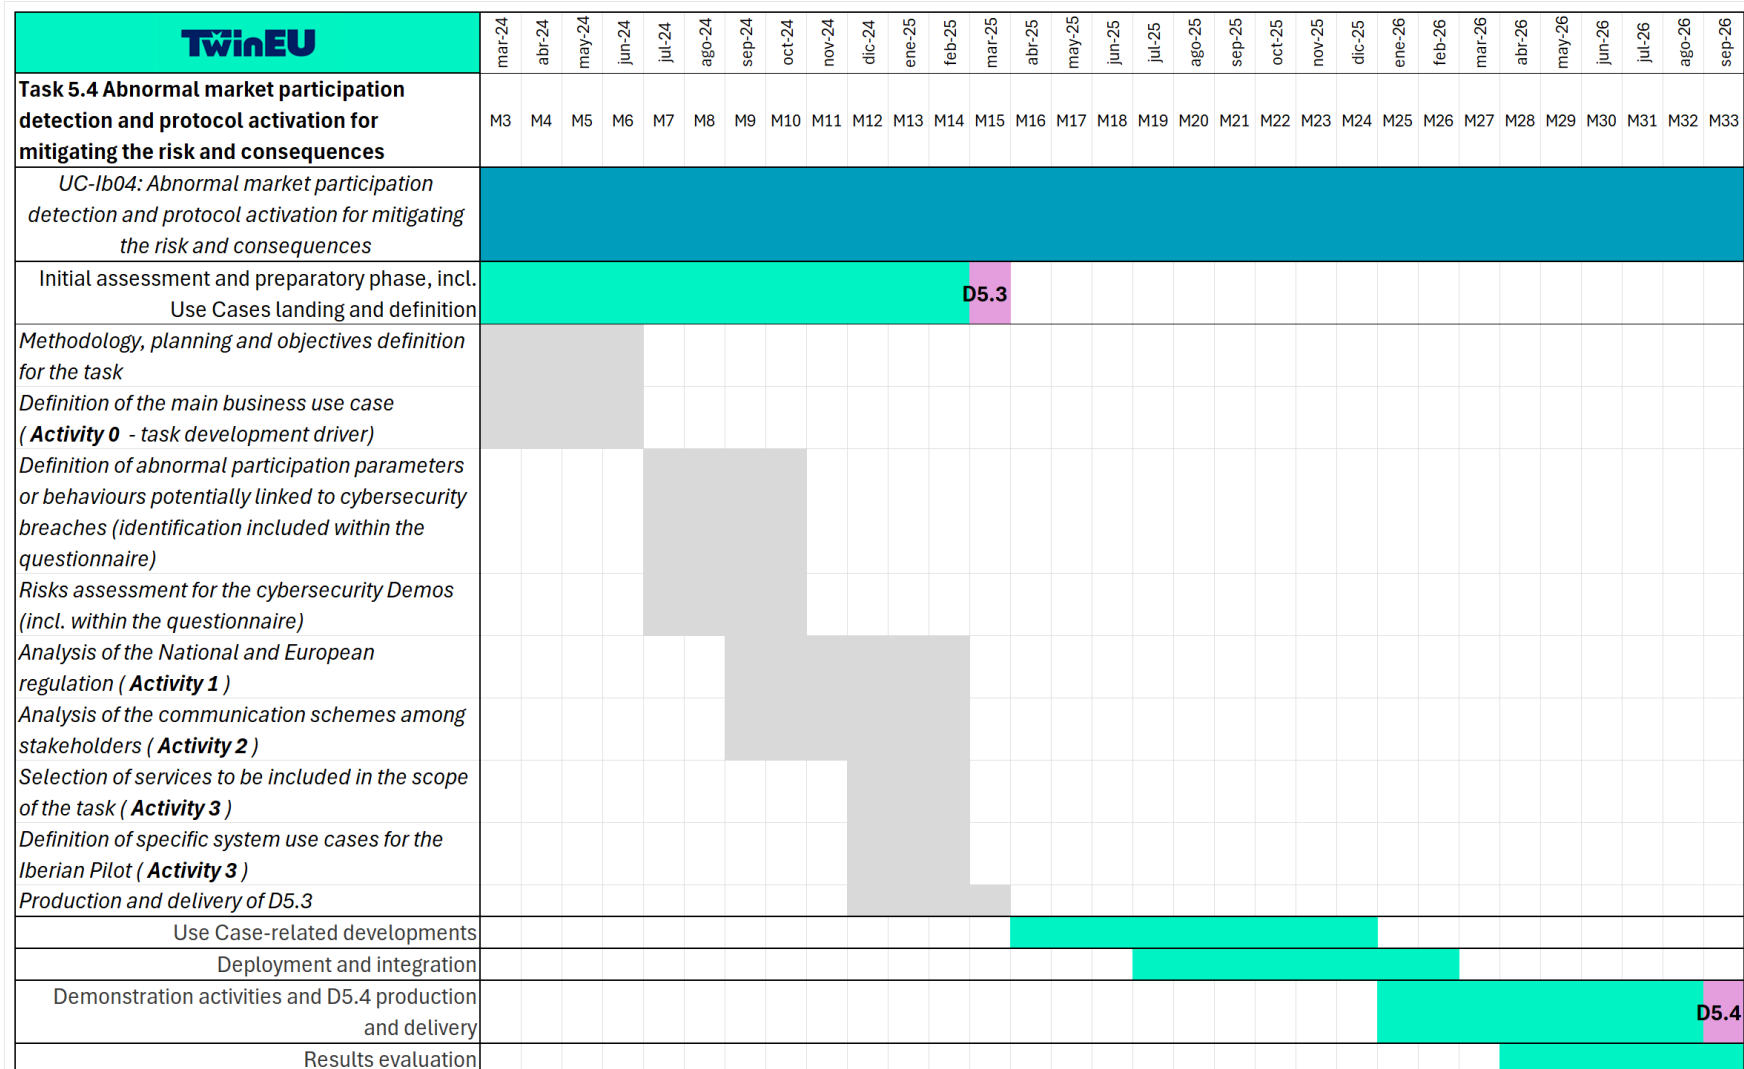 TwinEU
mar-24 abr-24 may-24 jun-24 jul-24 ago-24 sep-24 oct-24 nov-24 dic-24 ene-25 feb-25 mar-25 abr-25 may-25 jun-25 jul-25 ago-25 sep-25 oct-25 nov-25 dic-25 ene-26 feb-26 mar-26 abr-26 may-26 jun-26 jul-26 ago-26 sep-26
Task 5.4 Abnormal market participation
detection and protocol activation for
mitigating the risk and consequences
M3 M4 M5 M6 M7 M8 M9 M10 M11 M12 M13 M14 M15 M16 M17 M18 M19 M20 M21 M22 M23 M24 M25 M26 M27 M28 M29 M30 M31 M32 M33
UC-Ib04: Abnormal market participation
detection and protocol activation for mitigating
the risk and consequences
Initial assessment and preparatory phase, incl.
Use Cases landing and definition
D5.3
Methodology, planning and objectives definition
for the task
Definition of the main business use case
( Activity 0 - task development driver)
Definition of abnormal participation parameters
or behaviours potentially linked to cybersecurity
breaches (identification included within the
questionnaire)
Risks assessment for the cybersecurity Demos
(incl. within the questionnaire)
Analysis of the National and European
regulation ( Activity 1 )
Analysis of the communication schemes among
stakeholders ( Activity 2 )
Selection of services to be included in the scope
of the task ( Activity 3 )
Definition of specific system use cases for the
Iberian Pilot ( Activity 3 )
Production and delivery of D5.3
Use Case-related developments
Deployment and integration
Demonstration activities and D5.4 production
and delivery
D5.4
Results evaluation